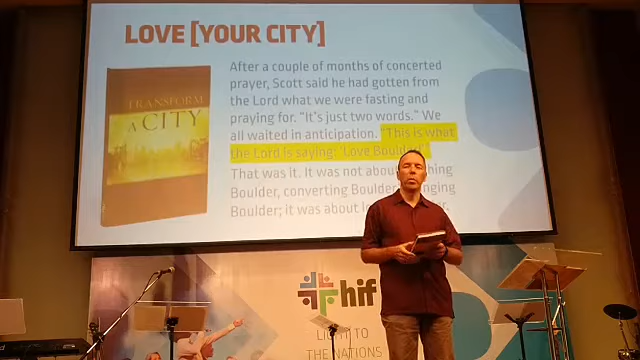 LOVE [YOUR CITY]
TRANSFORM
A CITY
After a couple of months of concerted
prayer, Scott said he had gotten from
the Lord what we were fasting and
praying for. "It's just two words." We
all waited in anticipation. "This is what
the Lord is saying: 'Love Boulder.'"
That was it. It was not about
Boulder, converting Boulder,
Boulder; it was about
hif
LIGHT TO
THE NATIONS